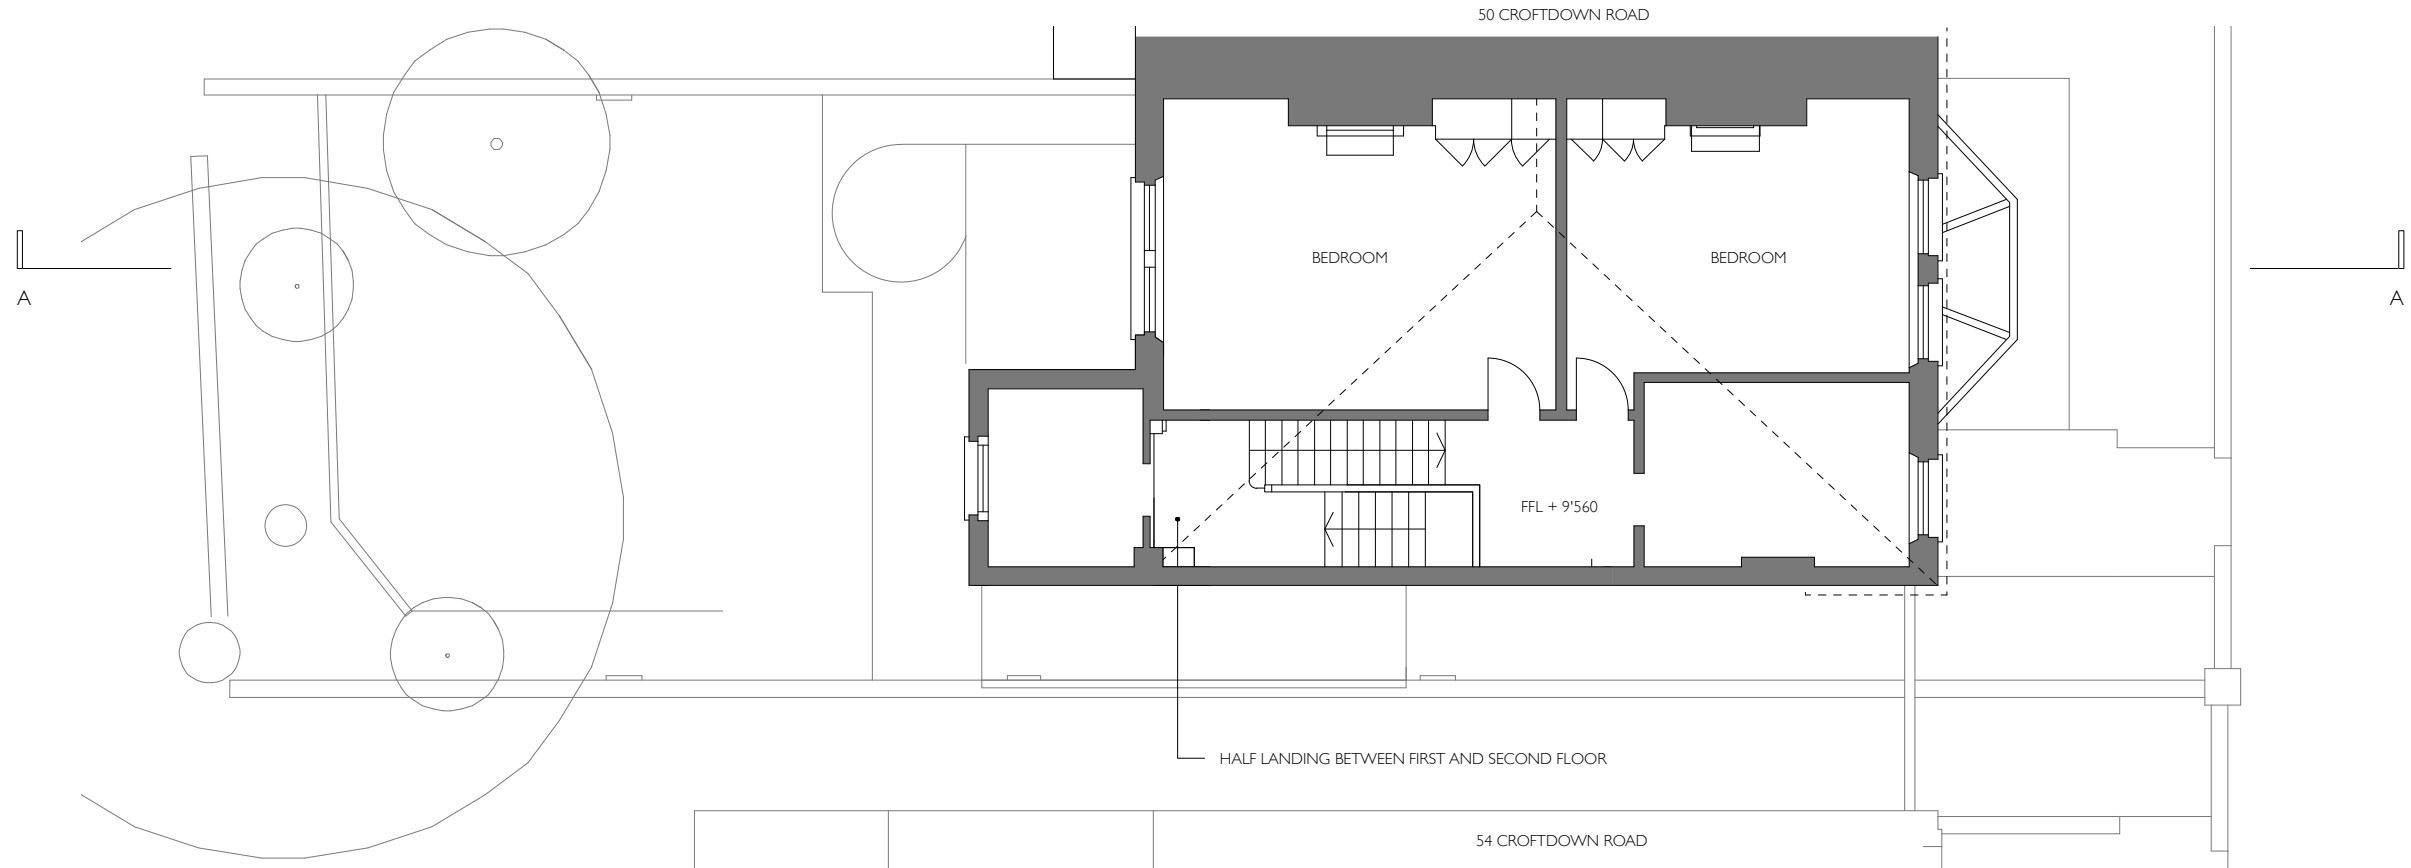 50 CROFTDOWN ROAD
BEDROOM
BEDROOM
A
A
FFL + 9'560
HALF LANDING BETWEEN FIRST AND SECOND FLOOR
54 CROFTDOWN ROAD